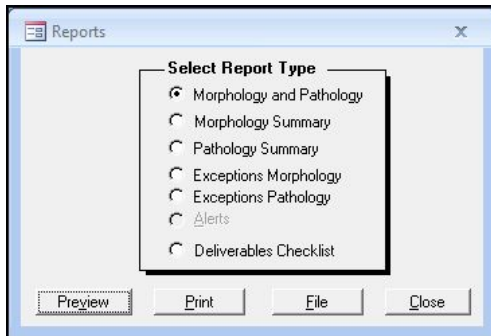 Reports
Select Report Type
Morphology and Pathology
Morphology Summary
Pathology Summary
Exceptions Morphology
Exceptions Pathology
Alerts
Deliverables Checklist
Preview Print File Close